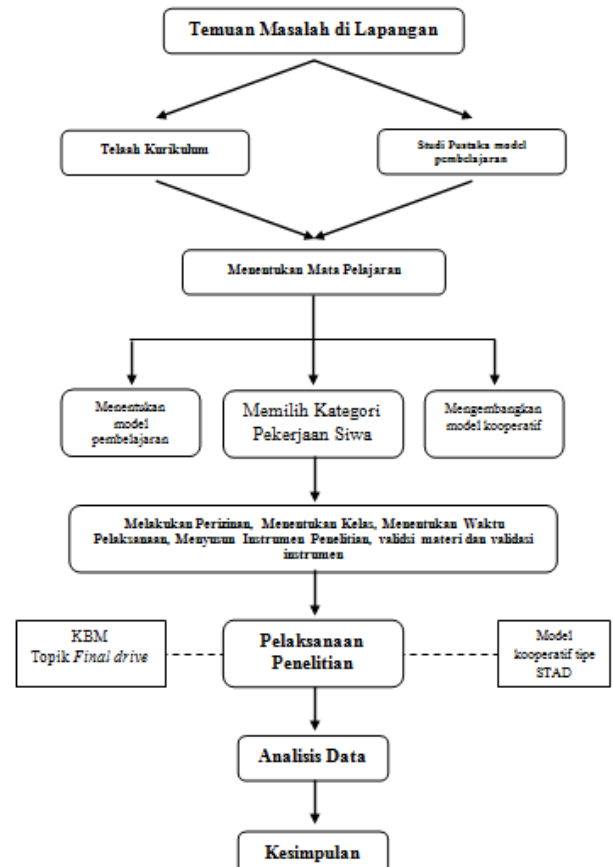 Temuan Masalah di Lapangan
Telaah Kurikulum
Studi Pustaka model
pembelajaran
Menentukan Mata Pelajaran
Menentukan
model
pembelajaran
Memilih Kategori
Pekerjaan Siwa
Mengembangkan
model kooperatif
Melakukan Perizinan, Menentukan Kelas, Menentukan Waktu
Pelaksanaan, Menyusun Instrumen Penelitian, validsi materi dan validasi
instrumen
KBM
Topik Final drive
Pelaksanaan
Penelitian
Model
kooperatif tipe
STAD
Analisis Data
Kesimpulan